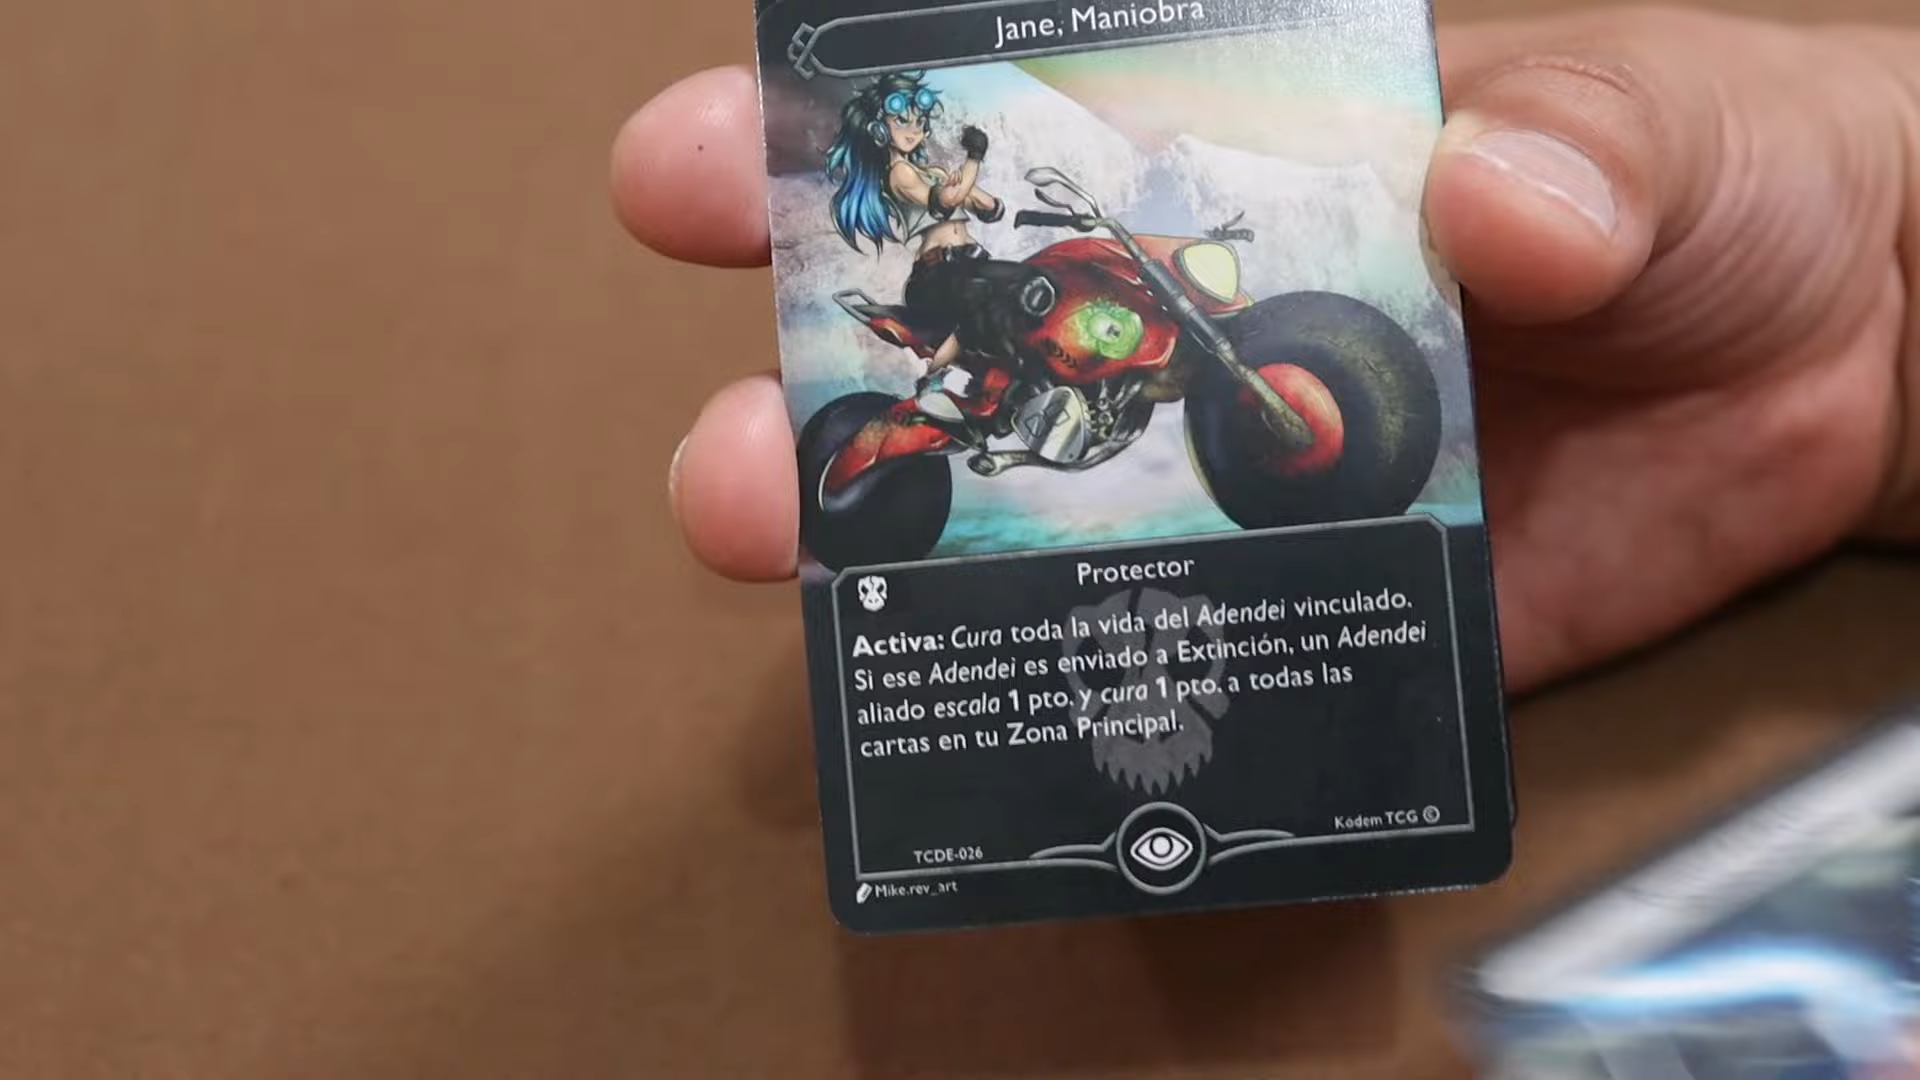 Jane, Maniobra
Protector
Activa: Cura toda la vida del Adendei vinculado.
Si ese Adendei es enviado a Extinción, un Adendei
aliado escala 1 pto. y cura 1 pto. a todas las
cartas en tu Zona Principal.
Kódem TCG ©
TCDE-026
Mike.rev_art